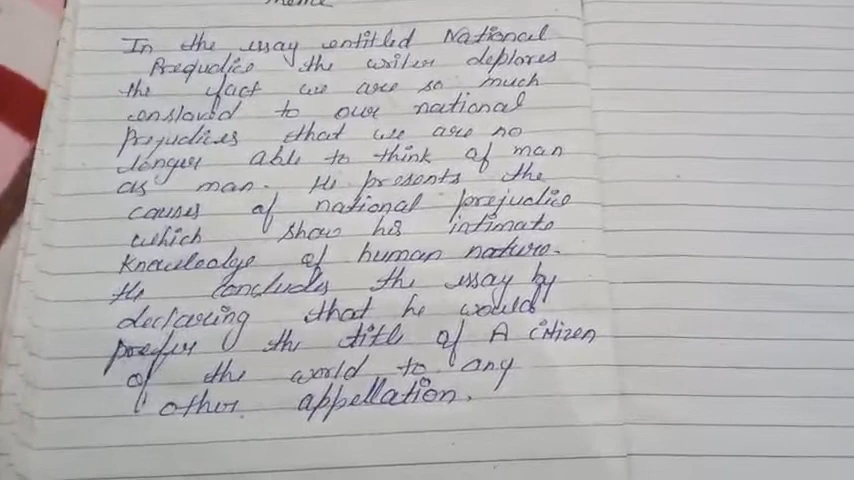 Theme
In the essay entitled National
Prequdice the writer deplores
the fact we are so much
enslaved to our national
Prejudices that we are no
longer able to think of man
as man. He presents the
causes of national prejudice
which show his intimate
knowledge of human nature.
He concludes the essay by
declaring that he would
prefer the title of A citizen
of the world to any
other appellation.